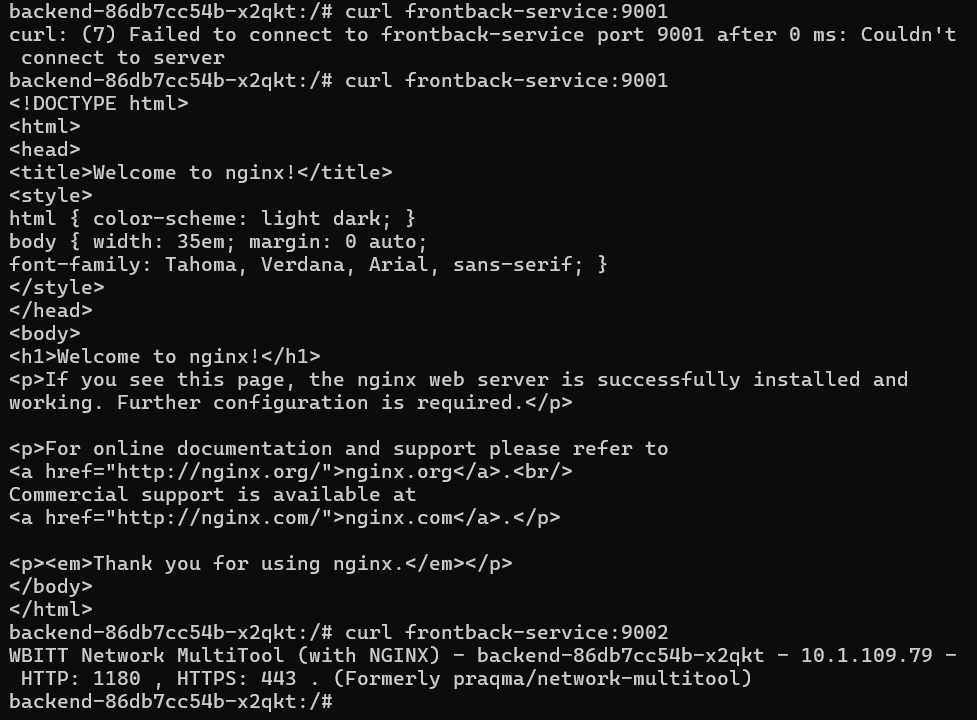 backend-86db7cc54b-x2qkt:/# curl frontback-service:9001
curl: (7) Failed to connect to frontback-service port 9001 after 0 ms: Couldn't
 connect to server
backend-86db7cc54b-x2qkt:/# curl frontback-service:9001
<!DOCTYPE html>
<html>
<head>
<title>Welcome to nginx!</title>
<style>
html { color-scheme: light dark; }
body { width: 35em; margin: 0 auto;
font-family: Tahoma, Verdana, Arial, sans-serif; }
</style>
</head>
<body>
<h1>Welcome to nginx!</h1>
<p>If you see this page, the nginx web server is successfully installed and
working. Further configuration is required.</p>

<p>For online documentation and support please refer to
<a href="http://nginx.org/">nginx.org</a>.<br/>
Commercial support is available at
<a href="http://nginx.com/">nginx.com</a>.</p>

<p><em>Thank you for using nginx.</em></p>
</body>
</html>
backend-86db7cc54b-x2qkt:/# curl frontback-service:9002
WBITT Network MultiTool (with NGINX) - backend-86db7cc54b-x2qkt - 10.1.109.79 -
 HTTP: 1180 , HTTPS: 443 . (Formerly praqma/network-multitool)
backend-86db7cc54b-x2qkt:/#